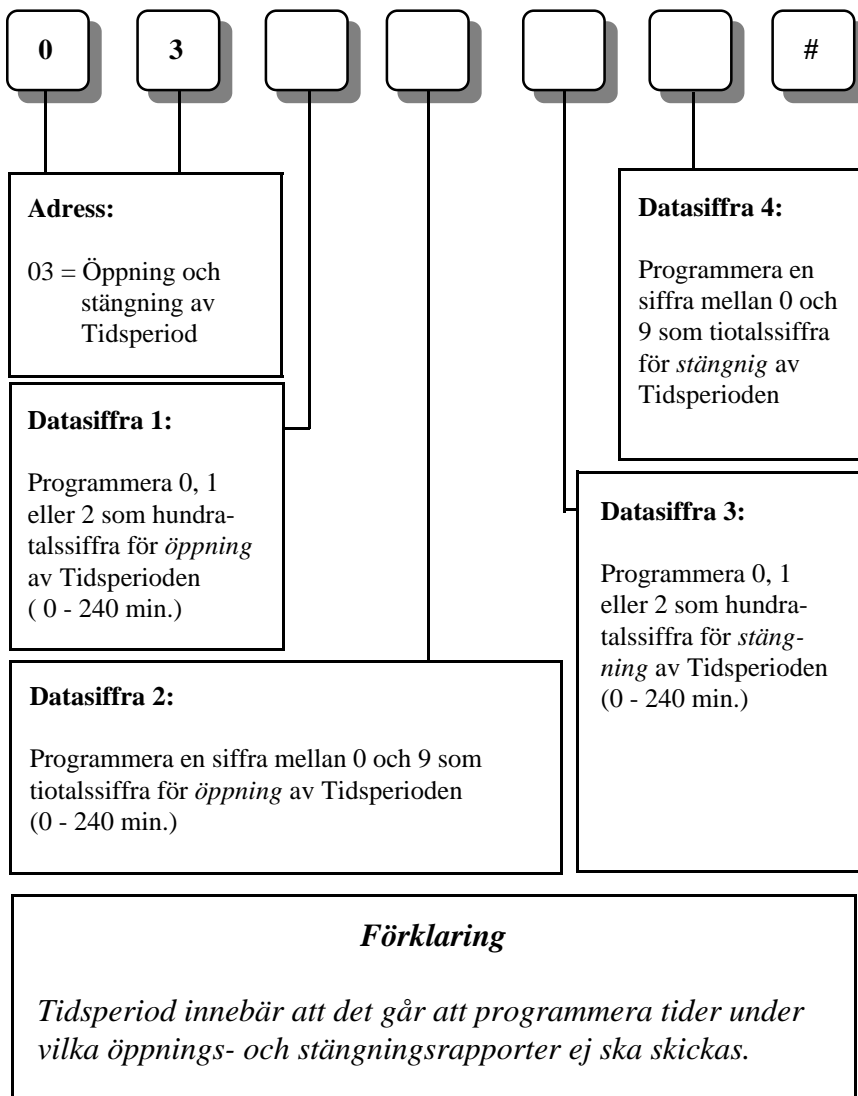 0 3 #
Adress:
03 = Öppning och
stängning av
Tidsperiod
Datasiffra 1:
Programmera 0, 1
eller 2 som hundra-
talssiffra för öppning
av Tidsperioden
( 0 - 240 min.)
Datasiffra 2:
Programmera en siffra mellan 0 och 9 som
tiotalssiffra för öppning av Tidsperioden
(0 - 240 min.)
Datasiffra 4:
Programmera en
siffra mellan 0 och
9 som tiotalssiffra
för stängnig av
Tidsperioden
Datasiffra 3:
Programmera 0, 1
eller 2 som hundra-
talssiffra för stäng-
ning av Tidsperioden
(0 - 240 min.)
Förklaring
Tidsperiod innebär att det går att programmera tider under
vilka öppnings- och stängningsrapporter ej ska skickas.